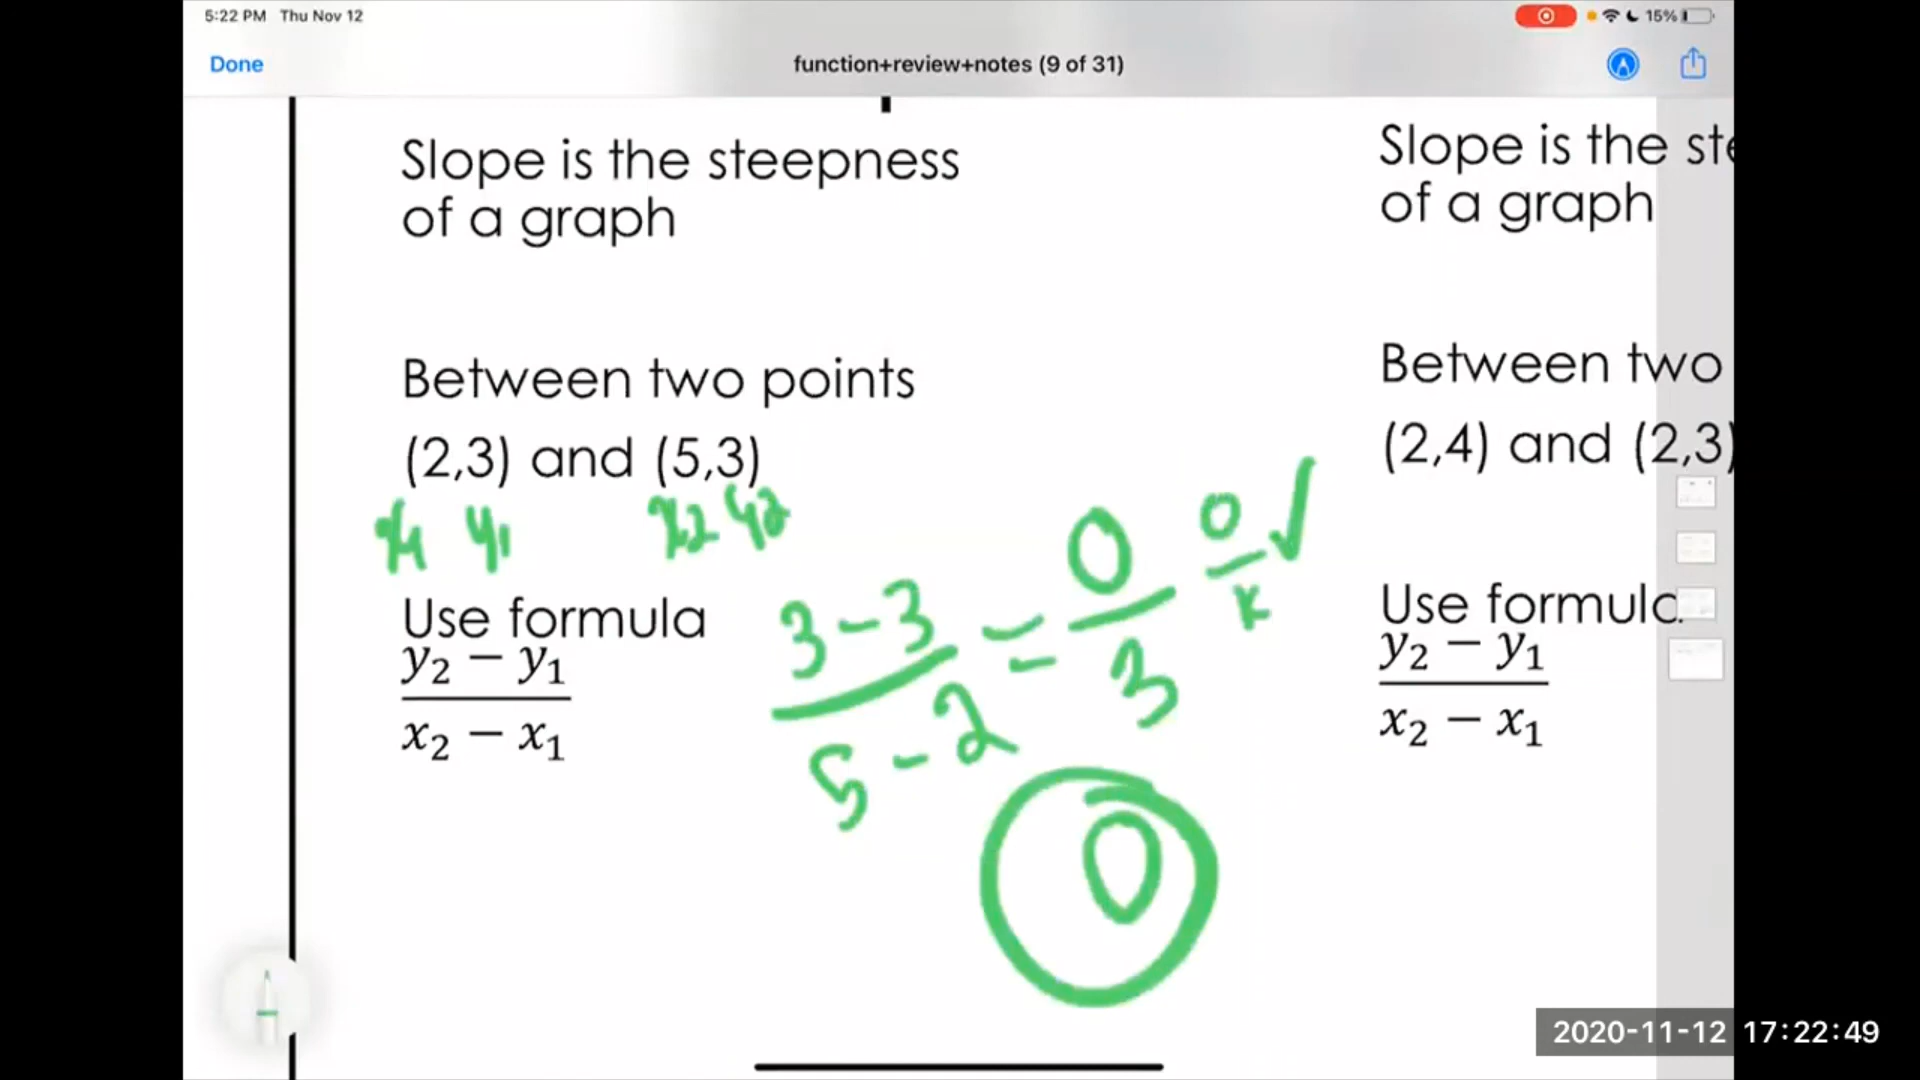 5:22 PM Thu Nov 12
15%
Done
function+review+notes (9 of 31)
Slope is the steepness
of a graph
Between two points
(2,3) and (5,3)
x1 y1 x2 y2
Use formula
y₂ − y₁
x₂ − x₁
3-3
5-2
=
0
3
0
k
✓
0
Slope is the ste
of a graph
Between two
(2,4) and (2,3)
Use formula
y₂ − y₁
x₂ − x₁
2020-11-12 17:22:49